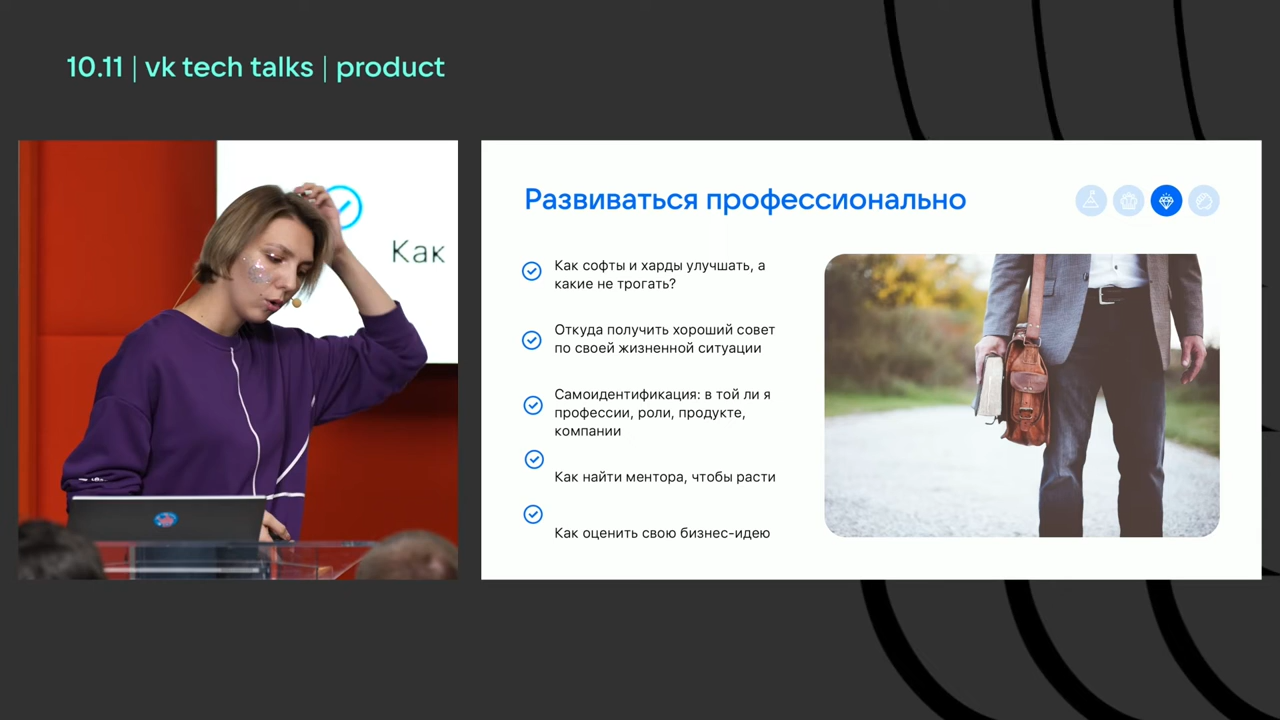 10.11 | vk tech talks | product
Как
Развиваться профессионально
Как софты и харды улучшать, а
какие не трогать?
Откуда получить хороший совет
по своей жизненной ситуации
Самоидентификация: в той ли я
профессии, роли, продукте,
компании
Как найти ментора, чтобы расти
Как оценить свою бизнес-идею